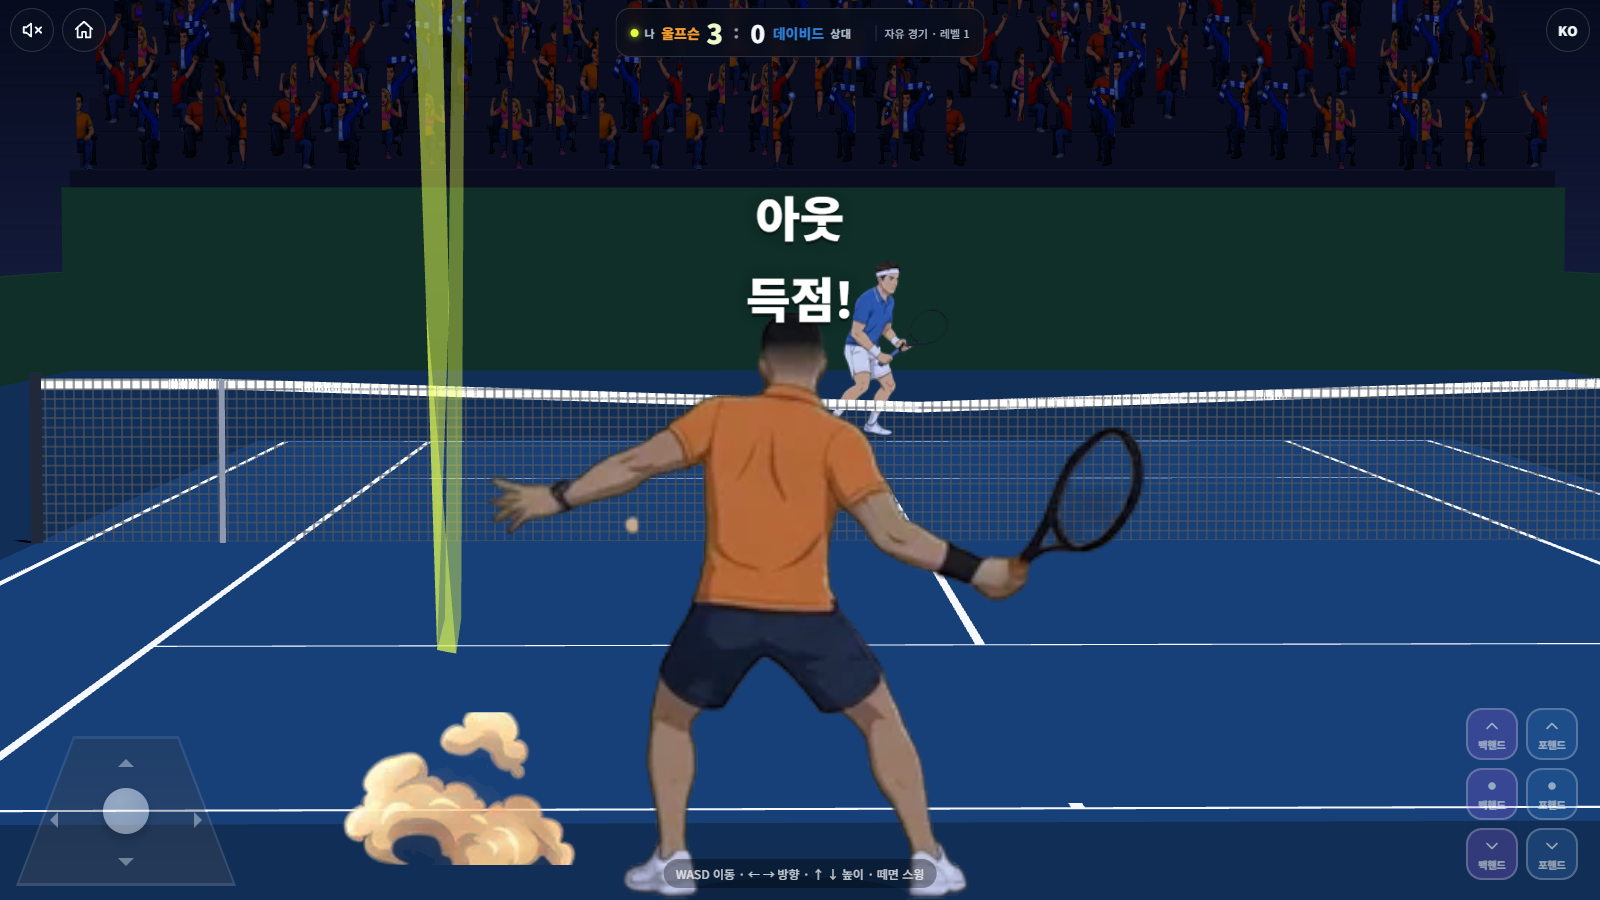 나 울프슨 3 : 0 데이비드 상대 자유 경기 · 레벨 1
KO
아웃
득점!
백핸드 포핸드
백핸드 포핸드
백핸드 포핸드
WASD 이동 · ←→ 방향 · ↑↓ 높이 · 떼면 스윙